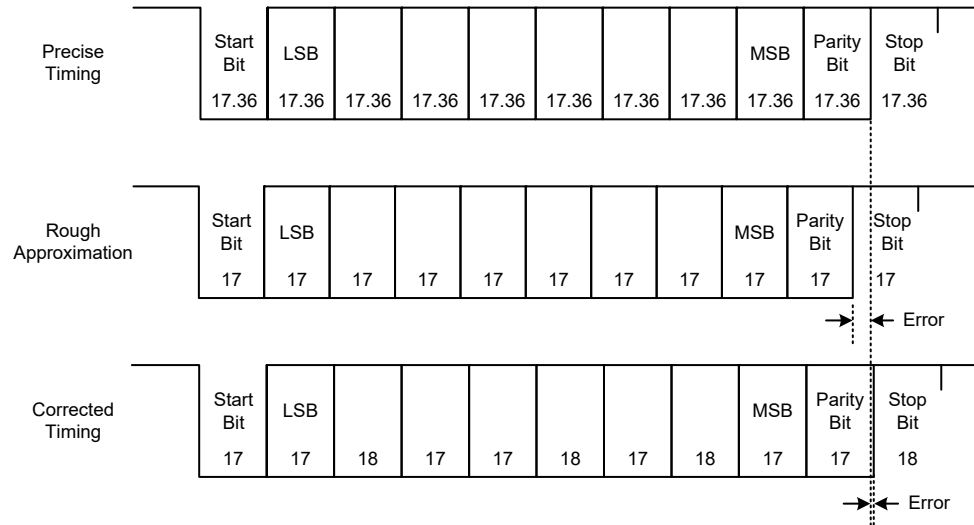 Precise
Timing
Start
Bit
LSB
MSB
Parity
Bit
Stop
Bit
17.36 17.36 17.36 17.36 17.36 17.36 17.36 17.36 17.36 17.36 17.36
Rough
Approximation
Start
Bit
LSB
MSB
Parity
Bit
Stop
Bit
17 17 17 17 17 17 17 17 17 17 17
Error
Corrected
Timing
Start
Bit
LSB
MSB
Parity
Bit
Stop
Bit
17 17 18 17 17 18 17 18 17 17 18
Error